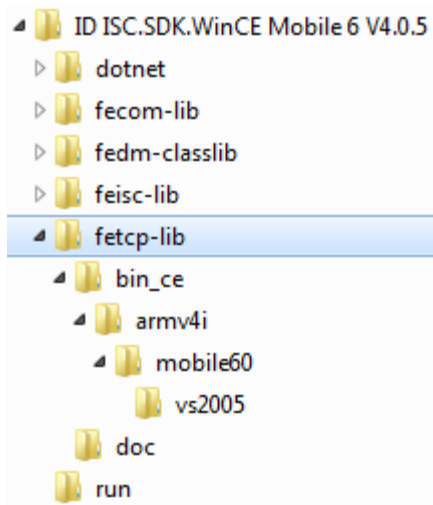 ID ISC.SDK.WinCE Mobile 6 V4.0.5
dotnet
fecom-lib
fedm-classlib
feisc-lib
fetcp-lib
bin_ce
armv4i
mobile60
vs2005
doc
run